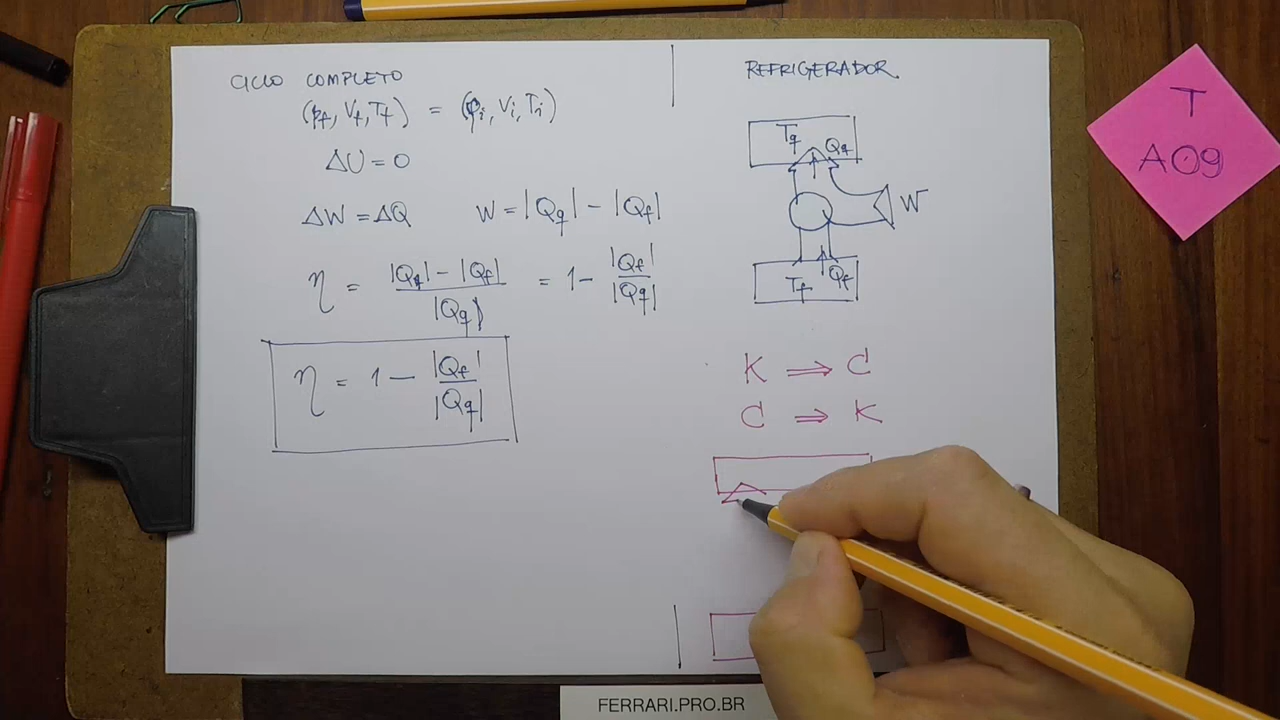 CICLO COMPLETO
(pf, Vf, Tf) = (pi, Vi, Ti)
ΔU = 0
ΔW = ΔQ W = |Qq| - |Qf|
η = |Qq| - |Qf| / |Qq| = 1 - |Qf| / |Qq|
η = 1 - |Qf| / |Qq|
REFRIGERADOR
Tq Qq
W
Tf Qf
K ⇒ C
C ⇒ K
T
A09
FERRARI.PRO.BR